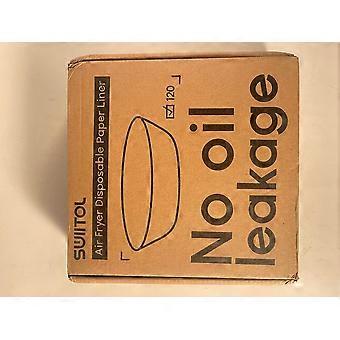 SUIITOL
Air Fryer Disposable Paper Liner
120
No oil
leakage